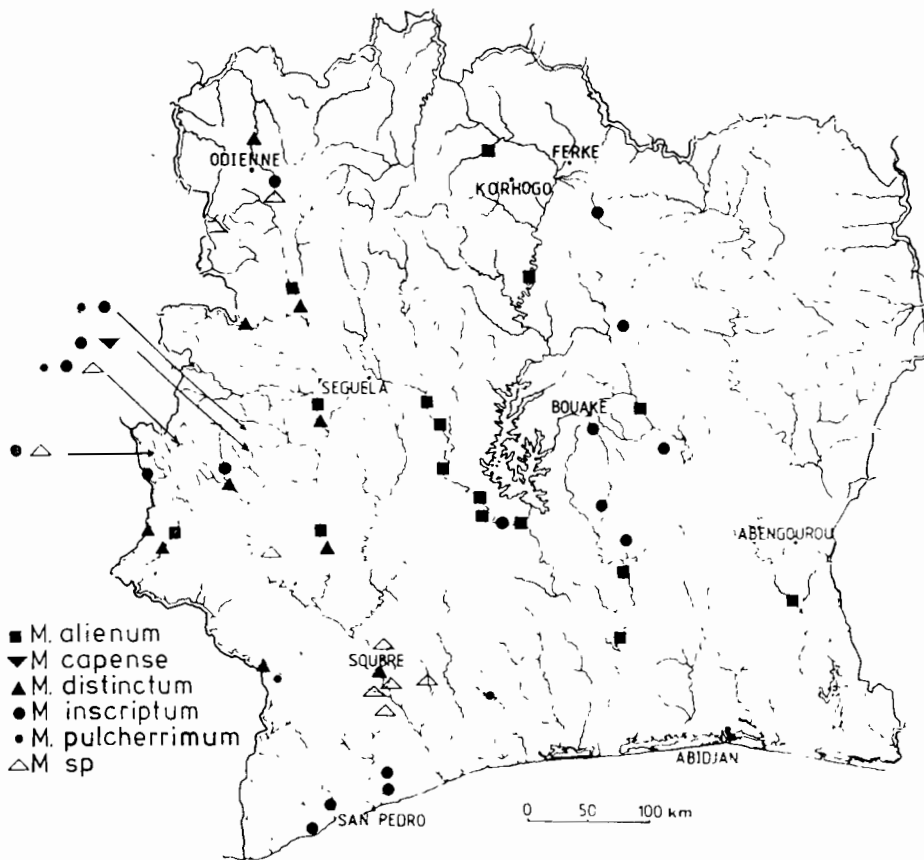 ODIENNE
FERKE
KORHOGO
SEGUELA
BOUAKE
ABENGOUROU
■ M. alienum
▼ M capense
▲ M. distinctum
● M inscriptum
• M. pulcherrimum
△ M sp
SOUBRE
ABIDJAN
SAN PEDRO
0 50 100 km